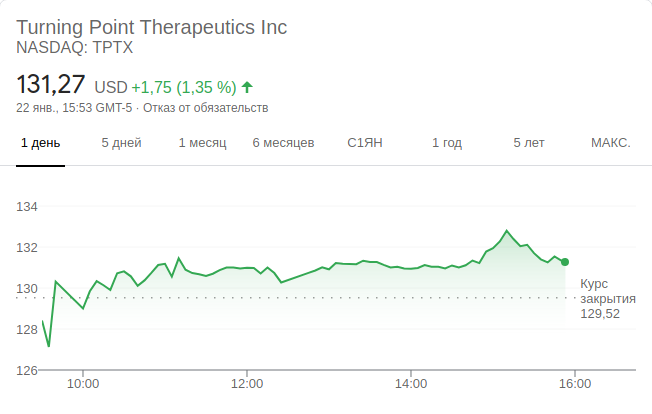 Turning Point Therapeutics Inc
NASDAQ: TPTX
131,27 USD +1,75 (1,35 %)
22 янв., 15:53 GMT-5 · Отказ от обязательств
1 день 5 дней 1 месяц 6 месяцев С1ЯН 1 год 5 лет МАКС.
134
132
130
128
126
Курс
закрытия
129,52
10:00 12:00 14:00 16:00